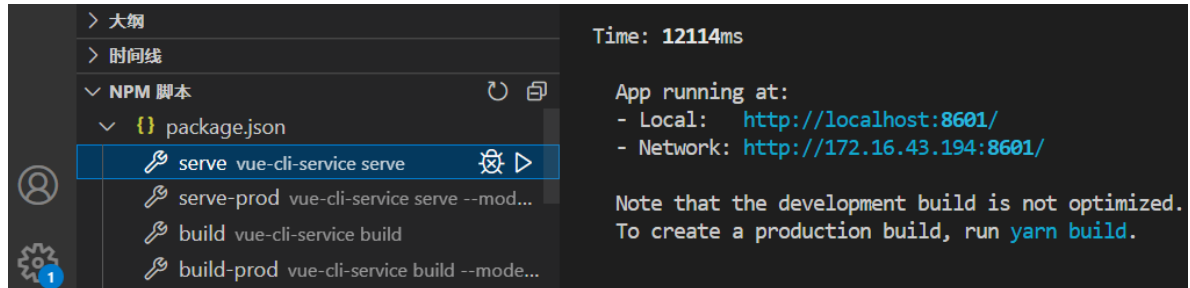 大纲
时间线
NPM 脚本
{} package.json
serve vue-cli-service serve
serve-prod vue-cli-service serve --mod...
build vue-cli-service build
build-prod vue-cli-service build --mode...
1
Time: 12114ms
App running at:
- Local: http://localhost:8601/
- Network: http://172.16.43.194:8601/
Note that the development build is not optimized.
To create a production build, run yarn build.